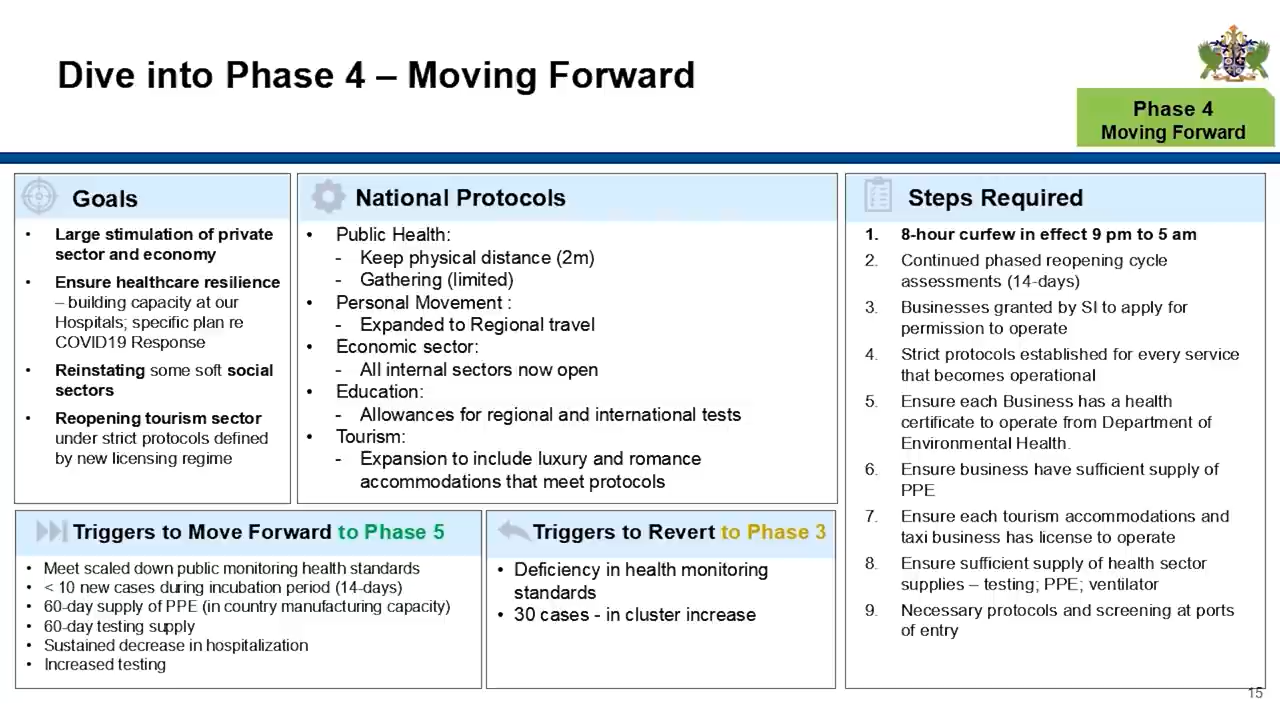 Dive into Phase 4 – Moving Forward
Phase 4
Moving Forward
Goals
• Large stimulation of private
sector and economy
• Ensure healthcare resilience
– building capacity at our
Hospitals; specific plan re
COVID19 Response
• Reinstating some soft social
sectors
• Reopening tourism sector
under strict protocols defined
by new licensing regime
National Protocols
• Public Health:
- Keep physical distance (2m)
- Gathering (limited)
• Personal Movement :
- Expanded to Regional travel
• Economic sector:
- All internal sectors now open
• Education:
- Allowances for regional and international tests
• Tourism:
- Expansion to include luxury and romance
accommodations that meet protocols
Steps Required
1. 8-hour curfew in effect 9 pm to 5 am
2. Continued phased reopening cycle
assessments (14-days)
3. Businesses granted by SI to apply for
permission to operate
4. Strict protocols established for every service
that becomes operational
5. Ensure each Business has a health
certificate to operate from Department of
Environmental Health.
6. Ensure business have sufficient supply of
PPE
7. Ensure each tourism accommodations and
taxi business has license to operate
8. Ensure sufficient supply of health sector
supplies – testing; PPE; ventilator
9. Necessary protocols and screening at ports
of entry
Triggers to Move Forward to Phase 5
• Meet scaled down public monitoring health standards
• < 10 new cases during incubation period (14-days)
• 60-day supply of PPE (in country manufacturing capacity)
• 60-day testing supply
• Sustained decrease in hospitalization
• Increased testing
Triggers to Revert to Phase 3
• Deficiency in health monitoring
standards
• 30 cases - in cluster increase
15